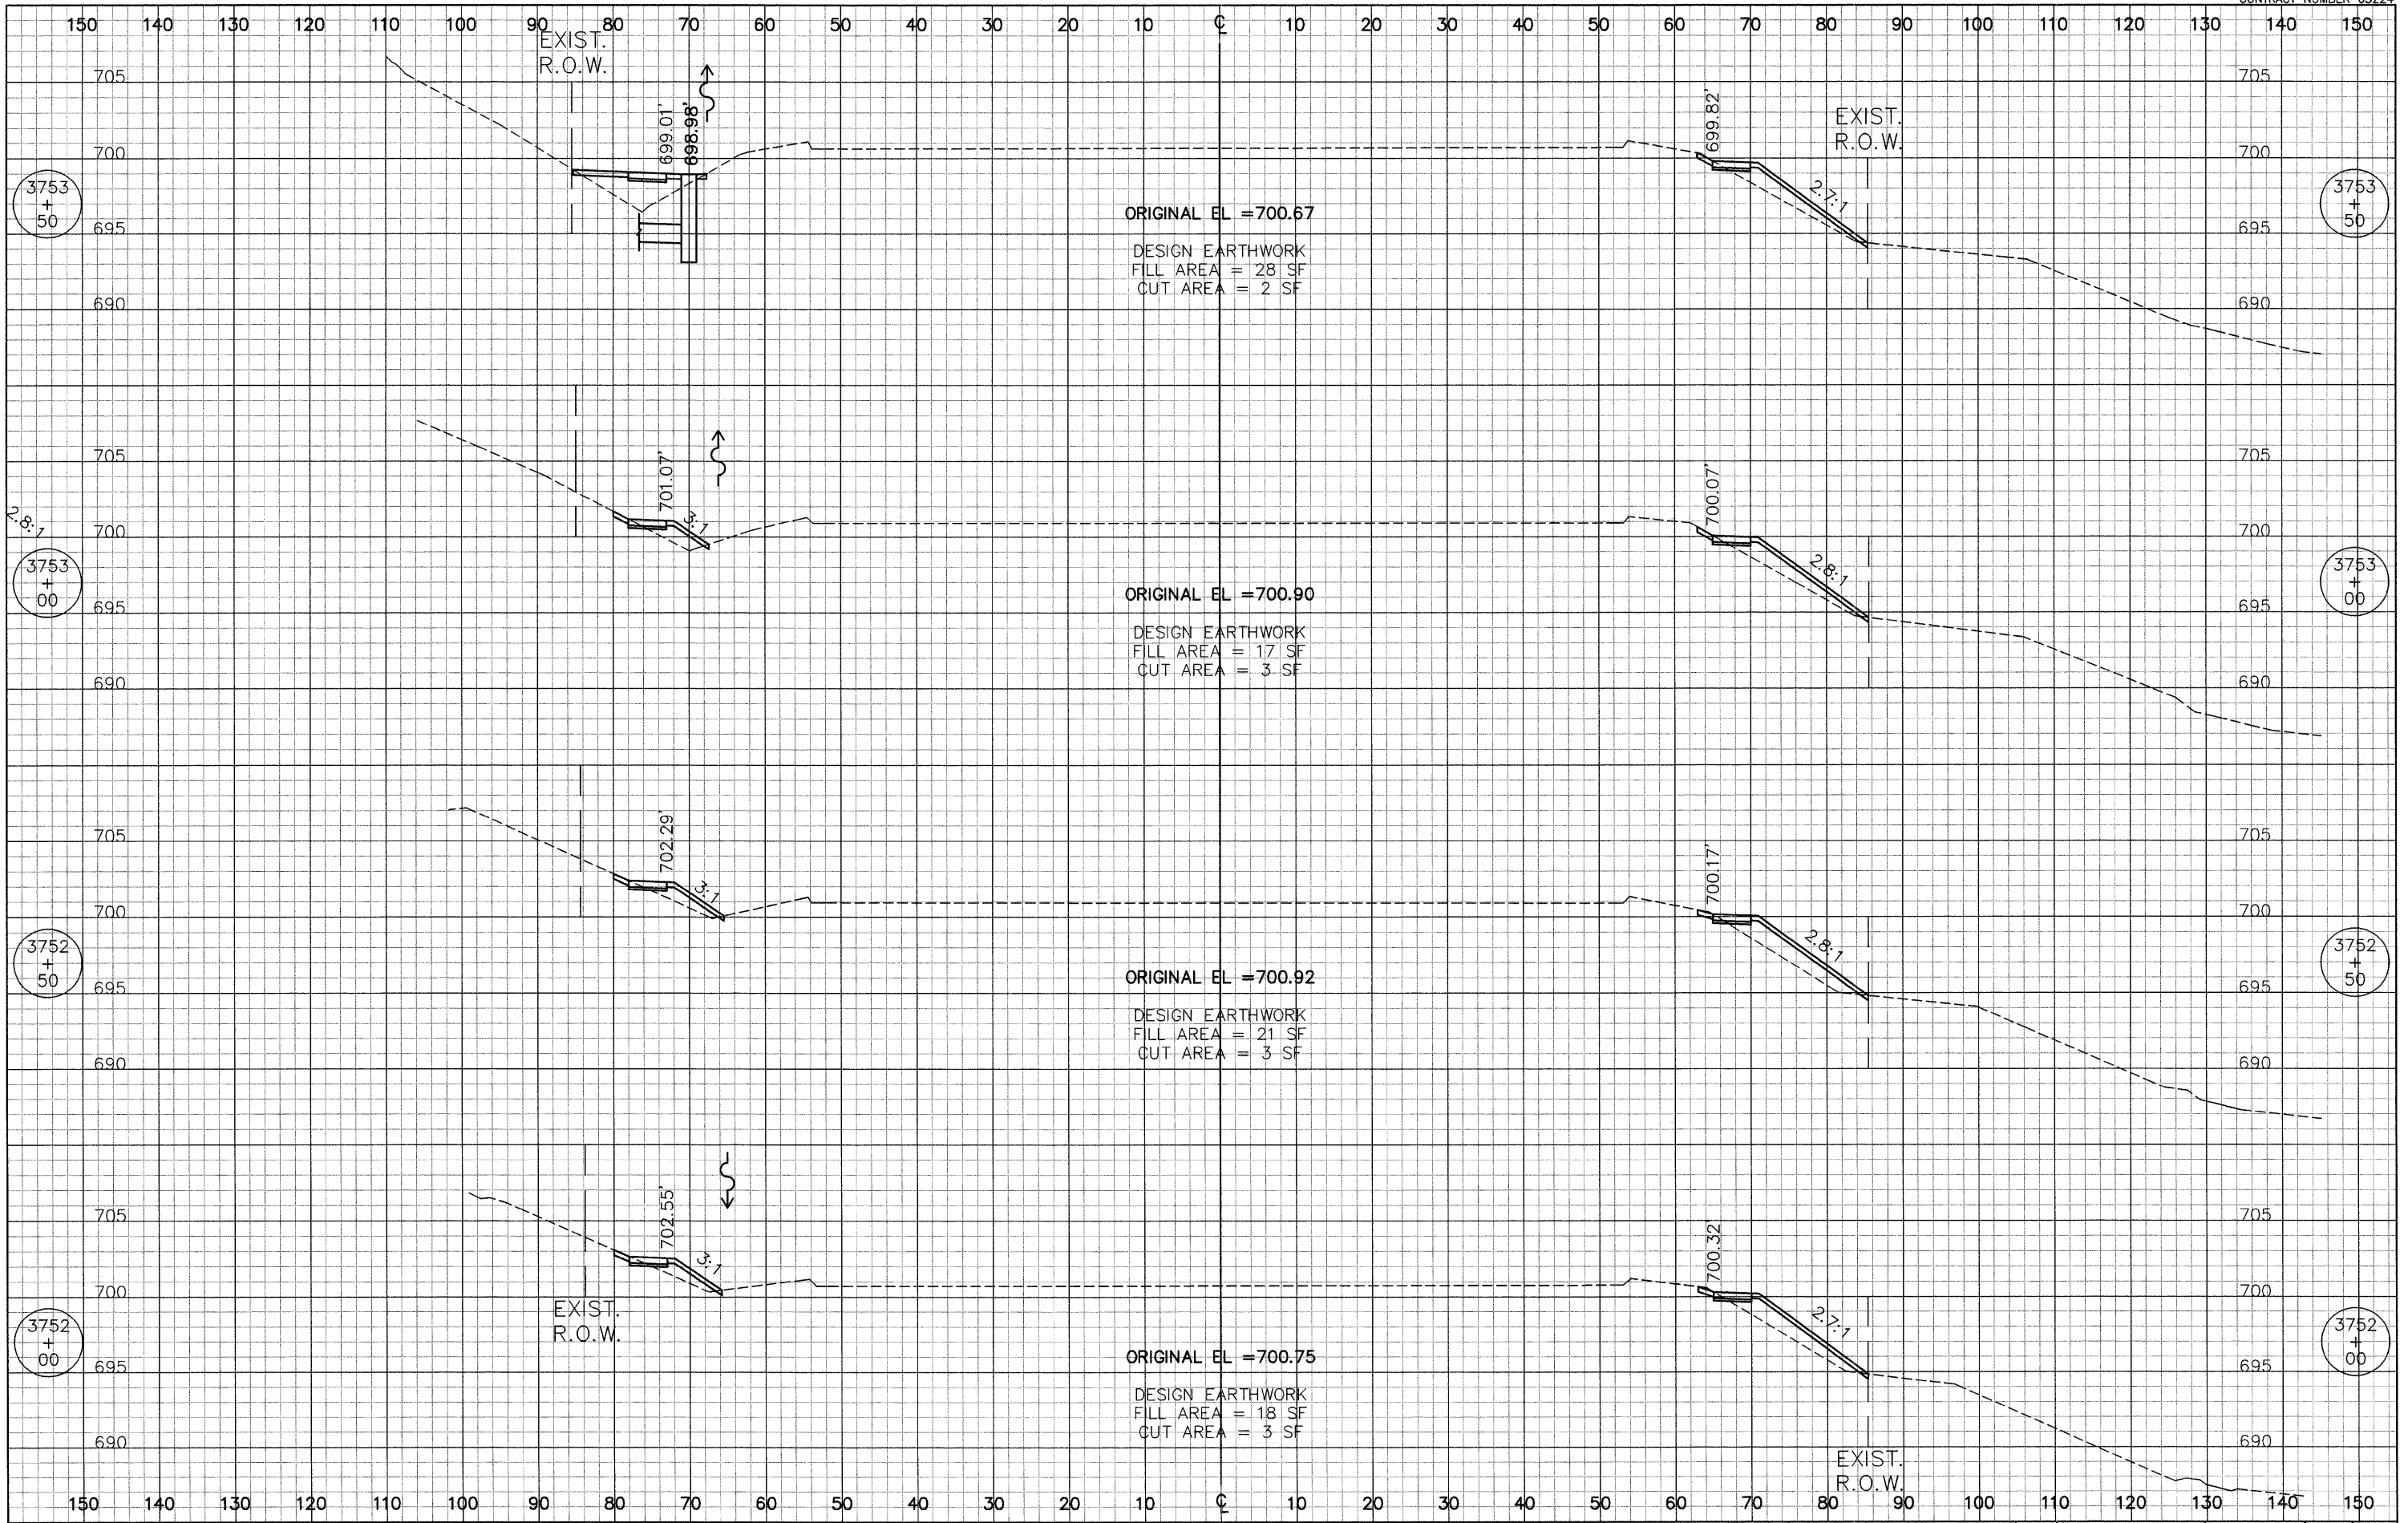 150 140 130 120 110 100 90 80 70 60 50 40 30 20 10 ℄ 10 20 30 40 50 60 70 80 90 100 110 120 130 140 150
EXIST.
R.O.W.
705 705
699.01'
698.98'
699.82'
EXIST.
R.O.W.
700 700
3753
+
50
2.7:1
3753
+
50
ORIGINAL EL =700.67
695 695
DESIGN EARTHWORK
FILL AREA = 28 SF
CUT AREA = 2 SF
690 690
705 705
701.07'
700.07'
2.8:1
3:1
700 700
3753
+
00
2.8:1
3753
+
00
ORIGINAL EL =700.90
695 695
DESIGN EARTHWORK
FILL AREA = 17 SF
CUT AREA = 3 SF
690 690
705 705
702.29'
700.17'
3:1
700 700
3752
+
50
2.8:1
3752
+
50
ORIGINAL EL =700.92
695 695
DESIGN EARTHWORK
FILL AREA = 21 SF
CUT AREA = 3 SF
690 690
705 705
702.55'
700.32'
3:1
700 700
EXIST.
R.O.W.
3752
+
00
2.7:1
3752
+
00
ORIGINAL EL =700.75
695 695
DESIGN EARTHWORK
FILL AREA = 18 SF
CUT AREA = 3 SF
690 690
EXIST.
R.O.W.
150 140 130 120 110 100 90 80 70 60 50 40 30 20 10 ℄ 10 20 30 40 50 60 70 80 90 100 110 120 130 140 150